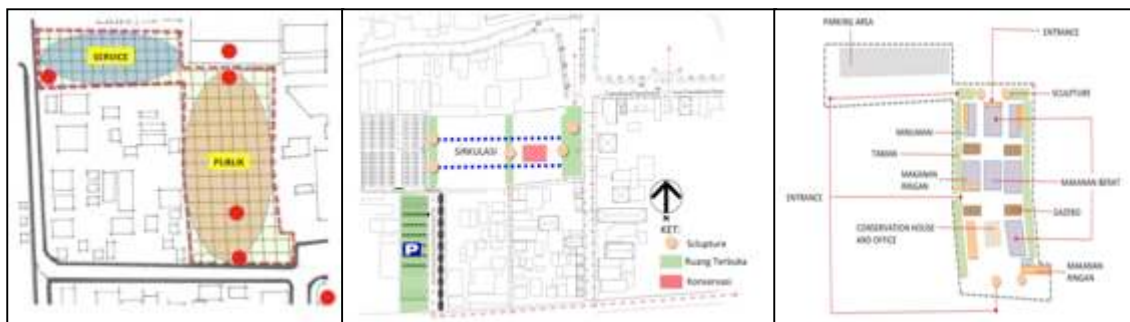 SERVICE
PUBLIK
SIRKULASI
P
N
KET:
Sclupture
Ruang Terbuka
Konservasi
PARKING AREA
ENTRANCE
SCULPTURE
MINUMAN
TAMAN
MAKANAN
RINGAN
MAKANAN BERAT
ENTRANCE
GAZEBO
CONSERVATION HOUSE
AND OFFICE
MAKANAN
RINGAN